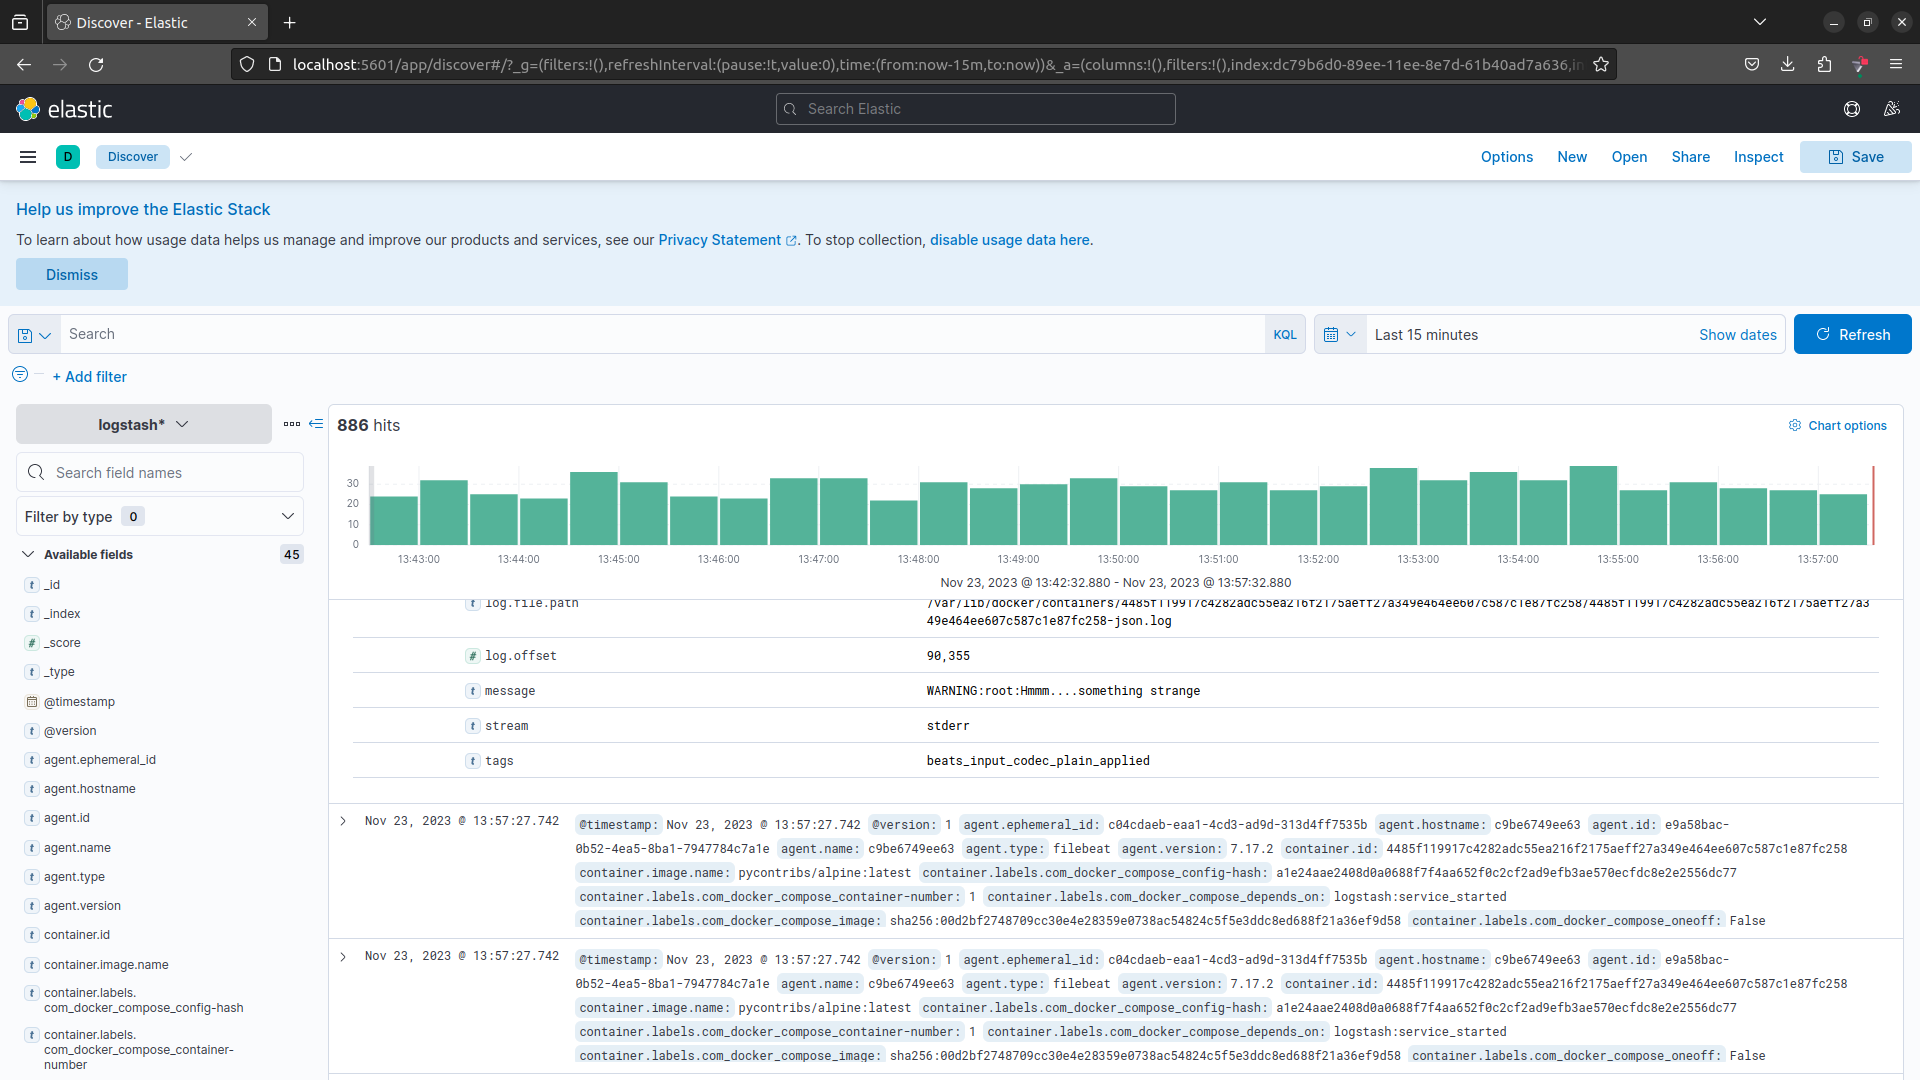 Discover - Elastic
localhost:5601/app/discover#/?_g=(filters:!(),refreshInterval:(pause:!t,value:0),time:(from:now-15m,to:now))&_a=(columns:!(),filters:!(),index:dc79b6d0-89ee-11ee-8e7d-61b40ad7a636,in
elastic
Search Elastic
D Discover Options New Open Share Inspect Save
Help us improve the Elastic Stack
To learn about how usage data helps us manage and improve our products and services, see our Privacy Statement. To stop collection, disable usage data here.
Dismiss
Search KQL Last 15 minutes Show dates Refresh
+ Add filter
logstash*
Search field names
Filter by type 0
Available fields 45
t _id
t _index
# _score
t _type
@timestamp
t @version
t agent.ephemeral_id
t agent.hostname
t agent.id
t agent.name
t agent.type
t agent.version
t container.id
t container.image.name
t container.labels.
com_docker_compose_config-hash
t container.labels.
com_docker_compose_container-
number
886 hits
Chart options
30
20
10
0
13:43:00 13:44:00 13:45:00 13:46:00 13:47:00 13:48:00 13:49:00 13:50:00 13:51:00 13:52:00 13:53:00 13:54:00 13:55:00 13:56:00 13:57:00
Nov 23, 2023 @ 13:42:32.880 - Nov 23, 2023 @ 13:57:32.880
t log.file.path /var/lib/docker/containers/4485f119917c4282adc55ea216f2175aeff27a349e464ee607c587c1e87fc258/4485f119917c4282adc55ea216f2175aeff27a3
49e464ee607c587c1e87fc258-json.log
# log.offset 90,355
t message WARNING:root:Hmmm....something strange
t stream stderr
t tags beats_input_codec_plain_applied
Nov 23, 2023 @ 13:57:27.742 @timestamp: Nov 23, 2023 @ 13:57:27.742 @version: 1 agent.ephemeral_id: c04cdaeb-eaa1-4cd3-ad9d-313d4ff7535b agent.hostname: c9be6749ee63 agent.id: e9a58bac-
0b52-4ea5-8ba1-7947784c7a1e agent.name: c9be6749ee63 agent.type: filebeat agent.version: 7.17.2 container.id: 4485f119917c4282adc55ea216f2175aeff27a349e464ee607c587c1e87fc258
container.image.name: pycontribs/alpine:latest container.labels.com_docker_compose_config-hash: a1e24aae2408d0a0688f7f4aa652f0c2cf2ad9efb3ae570ecfdc8e2e2556dc77
container.labels.com_docker_compose_container-number: 1 container.labels.com_docker_compose_depends_on: logstash:service_started
container.labels.com_docker_compose_image: sha256:00d2bf2748709cc30e4e28359e0738ac54824c5f5e3ddc8ed688f21a36ef9d58 container.labels.com_docker_compose_oneoff: False
Nov 23, 2023 @ 13:57:27.742 @timestamp: Nov 23, 2023 @ 13:57:27.742 @version: 1 agent.ephemeral_id: c04cdaeb-eaa1-4cd3-ad9d-313d4ff7535b agent.hostname: c9be6749ee63 agent.id: e9a58bac-
0b52-4ea5-8ba1-7947784c7a1e agent.name: c9be6749ee63 agent.type: filebeat agent.version: 7.17.2 container.id: 4485f119917c4282adc55ea216f2175aeff27a349e464ee607c587c1e87fc258
container.image.name: pycontribs/alpine:latest container.labels.com_docker_compose_config-hash: a1e24aae2408d0a0688f7f4aa652f0c2cf2ad9efb3ae570ecfdc8e2e2556dc77
container.labels.com_docker_compose_container-number: 1 container.labels.com_docker_compose_depends_on: logstash:service_started
container.labels.com_docker_compose_image: sha256:00d2bf2748709cc30e4e28359e0738ac54824c5f5e3ddc8ed688f21a36ef9d58 container.labels.com_docker_compose_oneoff: False